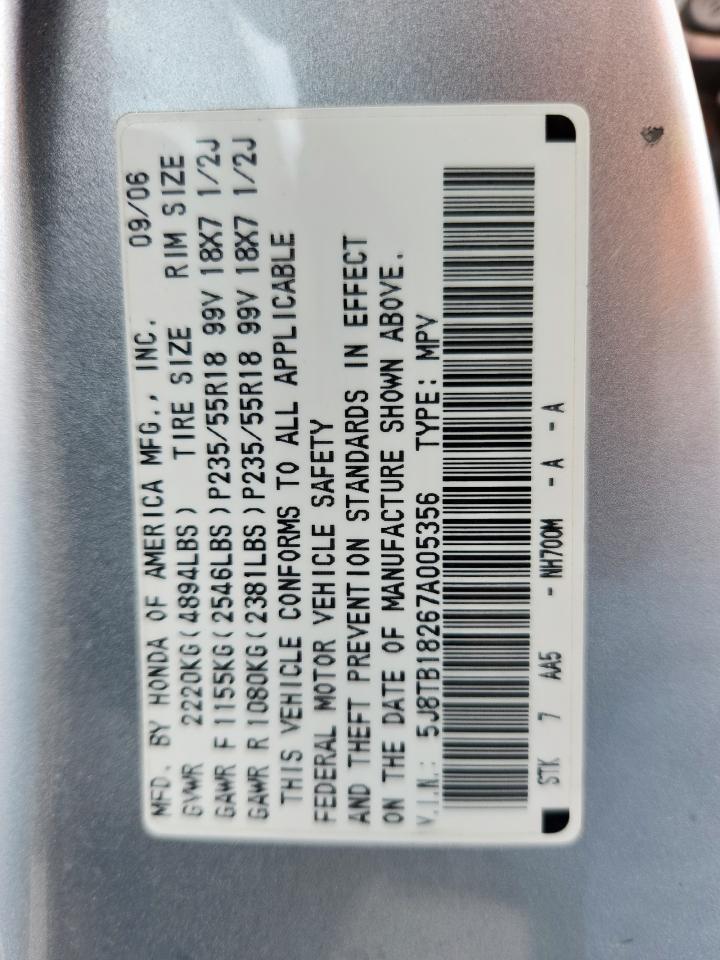 MFD. BY HONDA OF AMERICA MFG., INC. 09/06
GVWR 2220KG(4894LBS) TIRE SIZE RIM SIZE
GAWR F 1155KG(2546LBS)P235/55R18 99V 18X7 1/2J
GAWR R 1080KG(2381LBS)P235/55R18 99V 18X7 1/2J
THIS VEHICLE CONFORMS TO ALL APPLICABLE
FEDERAL MOTOR VEHICLE SAFETY
AND THEFT PREVENTION STANDARDS IN EFFECT
ON THE DATE OF MANUFACTURE SHOWN ABOVE.
V.I.N.: 5J8TB18267A005356 TYPE: MPV
STK 7 AA5 - NH700M - A - A